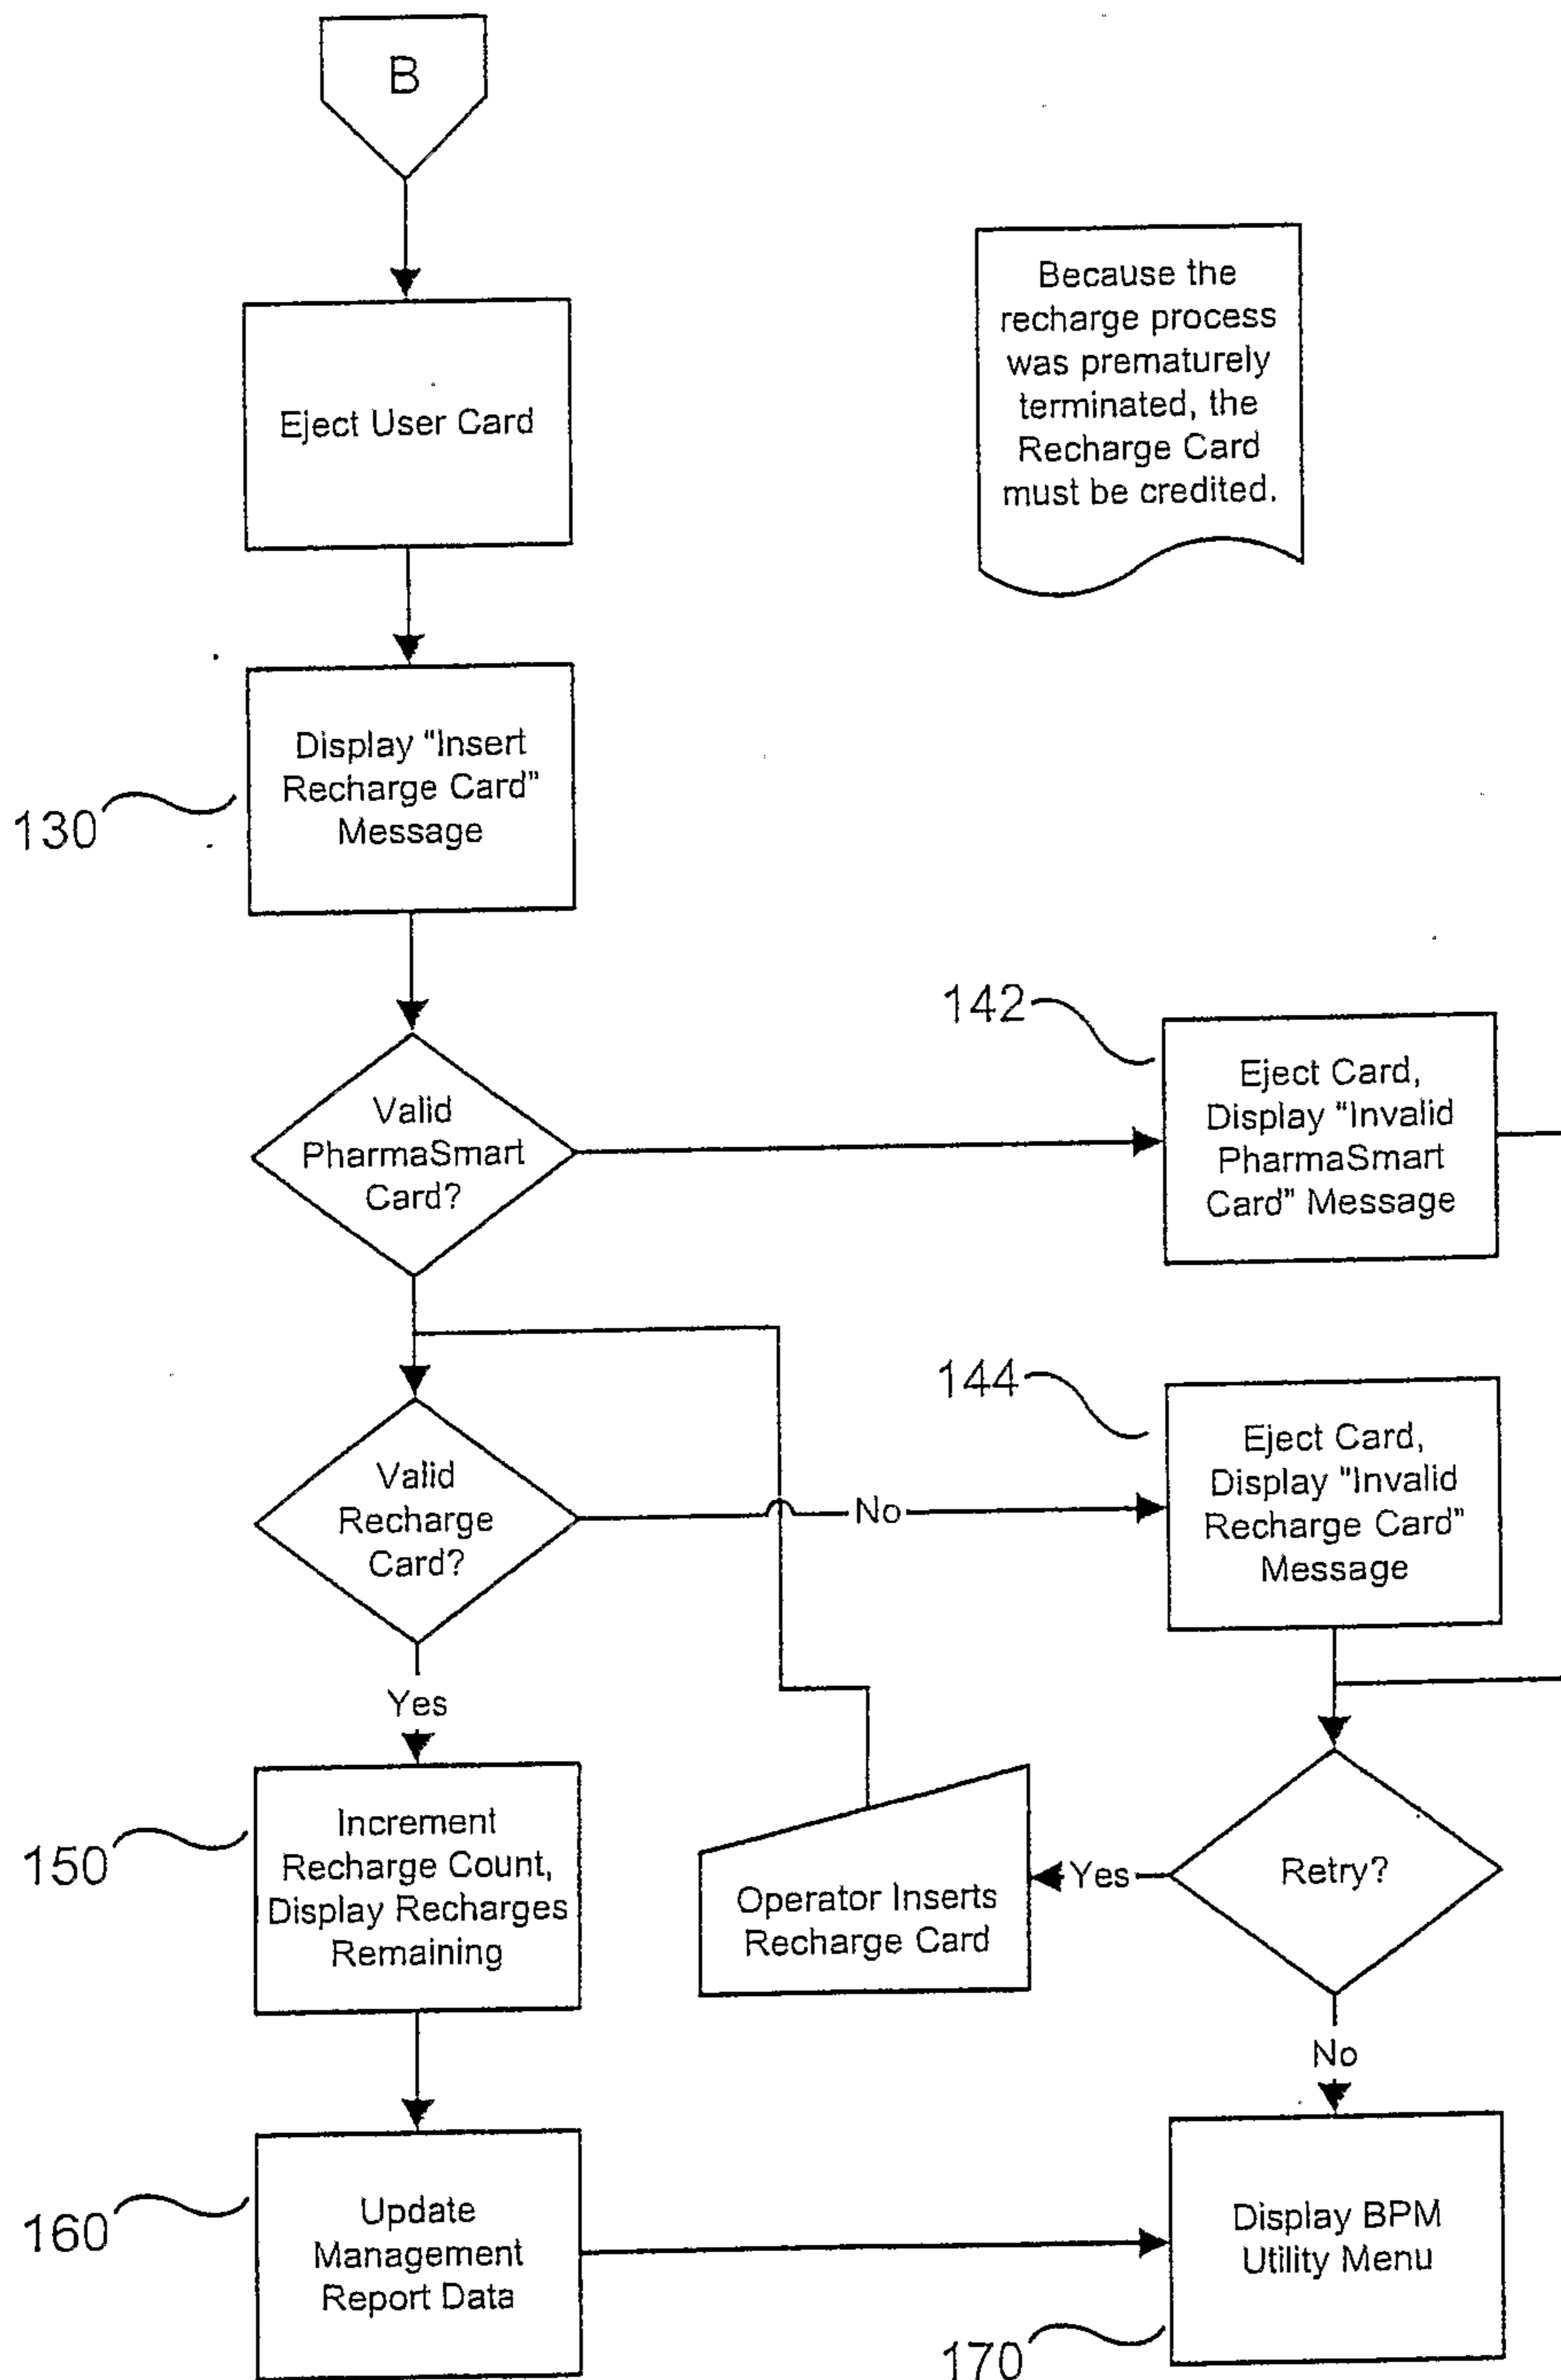 B
Eject User Card
Because the
recharge process
was prematurely
terminated, the
Recharge Card
must be credited.
Display "Insert
Recharge Card"
Message
130
Valid
PharmaSmart
Card?
142
Eject Card,
Display "Invalid
PharmaSmart
Card" Message
Valid
Recharge
Card?
No
144
Eject Card,
Display "Invalid
Recharge Card"
Message
Yes
150
Increment
Recharge Count,
Display Recharges
Remaining
Operator Inserts
Recharge Card
Yes
Retry?
No
160
Update
Management
Report Data
Display BPM
Utility Menu
170